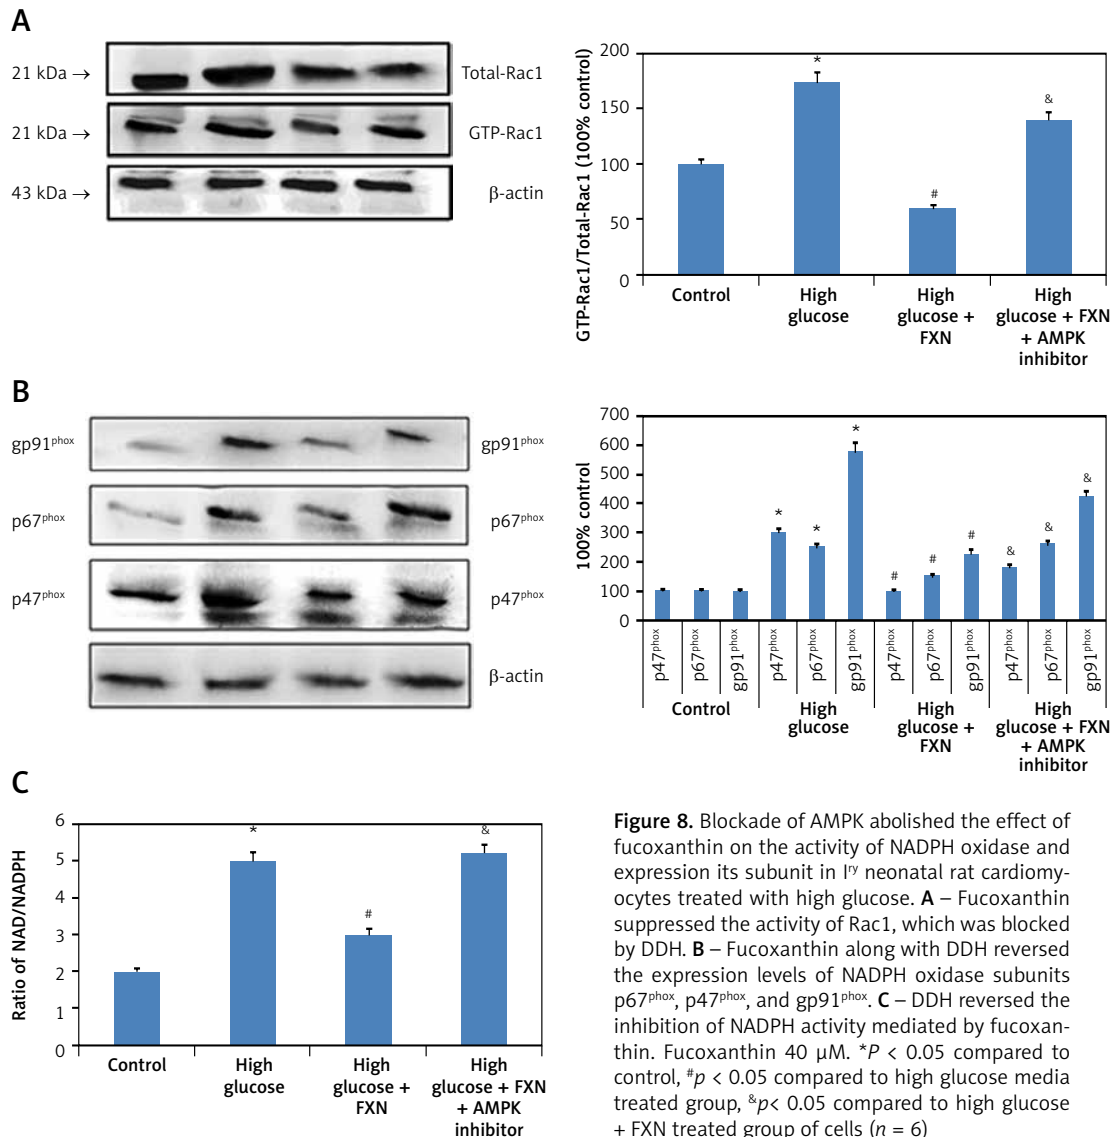 A
21 kDa → Total-Rac1
21 kDa → GTP-Rac1
43 kDa → β-actin
GTP-Rac1/Total-Rac1 (100% control)
200
150
100
50
0
*
#
&
Control High glucose High glucose + FXN High glucose + FXN + AMPK inhibitor
B
gp91phox gp91phox
p67phox p67phox
p47phox p47phox
β-actin
100% control
700
600
500
400
300
200
100
0
* * *
# # #
& & &
p47phox p67phox gp91phox p47phox p67phox gp91phox p47phox p67phox gp91phox p47phox p67phox gp91phox
Control High glucose High glucose + FXN High glucose + FXN + AMPK inhibitor
C
Ratio of NAD/NADPH
6
5
4
3
2
1
0
*
#
&
Control High glucose High glucose + FXN High glucose + FXN + AMPK inhibitor
Figure 8. Blockade of AMPK abolished the effect of
fucoxanthin on the activity of NADPH oxidase and
expression its subunit in Iry neonatal rat cardiomy-
ocytes treated with high glucose. A – Fucoxanthin
suppressed the activity of Rac1, which was blocked
by DDH. B – Fucoxanthin along with DDH reversed
the expression levels of NADPH oxidase subunits
p67phox, p47phox, and gp91phox. C – DDH reversed the
inhibition of NADPH activity mediated by fucoxan-
thin. Fucoxanthin 40 μM. *P < 0.05 compared to
control, #p < 0.05 compared to high glucose media
treated group, &p< 0.05 compared to high glucose
+ FXN treated group of cells (n = 6)